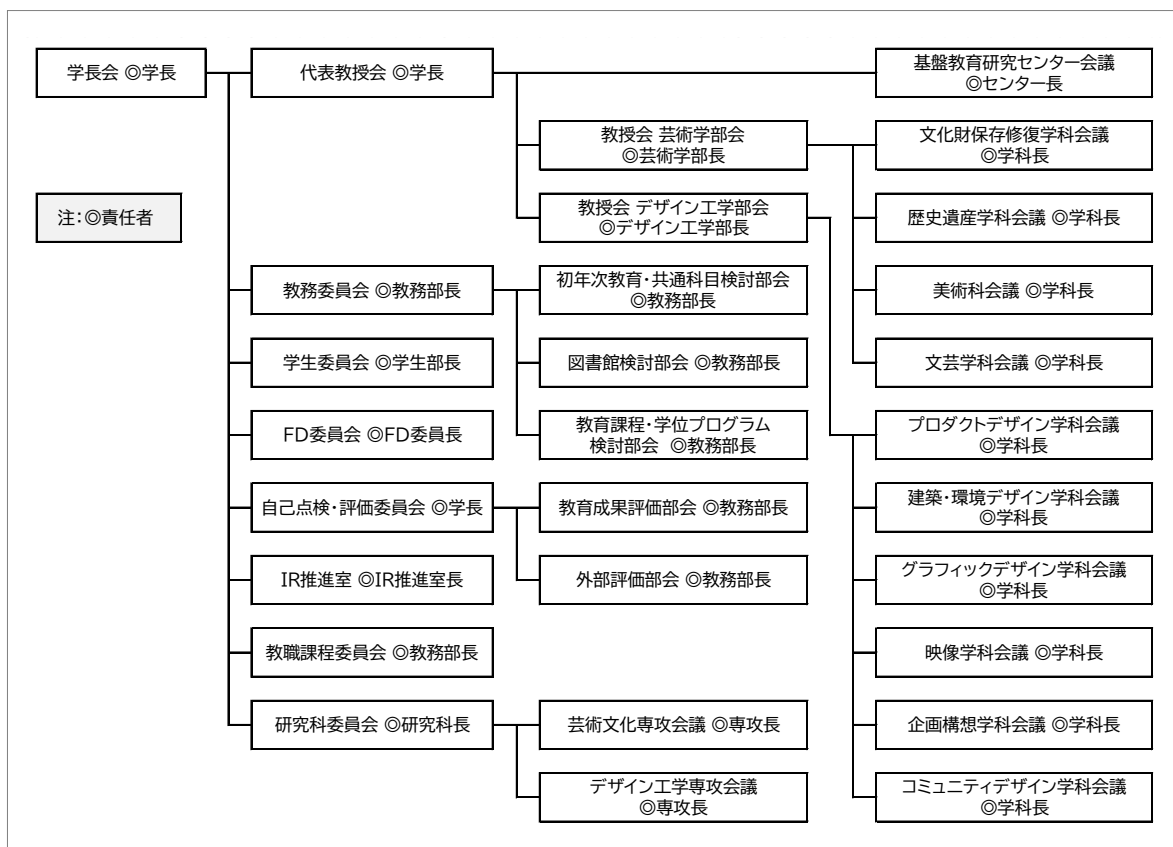 学長会 ◎学長
代表教授会 ◎学長
基盤教育研究センター会議
◎センター長
教授会 芸術学部会
◎芸術学部長
文化財保存修復学科会議
◎学科長
注：◎責任者
教授会 デザイン工学部会
◎デザイン工学部長
歴史遺産学科会議 ◎学科長
教務委員会 ◎教務部長
初年次教育・共通科目検討部会
◎教務部長
美術科会議 ◎学科長
学生委員会 ◎学生部長
図書館検討部会 ◎教務部長
文芸学科会議 ◎学科長
FD委員会 ◎FD委員長
教育課程・学位プログラム
検討部会 ◎教務部長
プロダクトデザイン学科会議
◎学科長
自己点検・評価委員会 ◎学長
教育成果評価部会 ◎教務部長
建築・環境デザイン学科会議
◎学科長
IR推進室 ◎IR推進室長
外部評価部会 ◎教務部長
グラフィックデザイン学科会議
◎学科長
教職課程委員会 ◎教務部長
映像学科会議 ◎学科長
研究科委員会 ◎研究科長
芸術文化専攻会議 ◎専攻長
企画構想学科会議 ◎学科長
デザイン工学専攻会議
◎専攻長
コミュニティデザイン学科会議
◎学科長